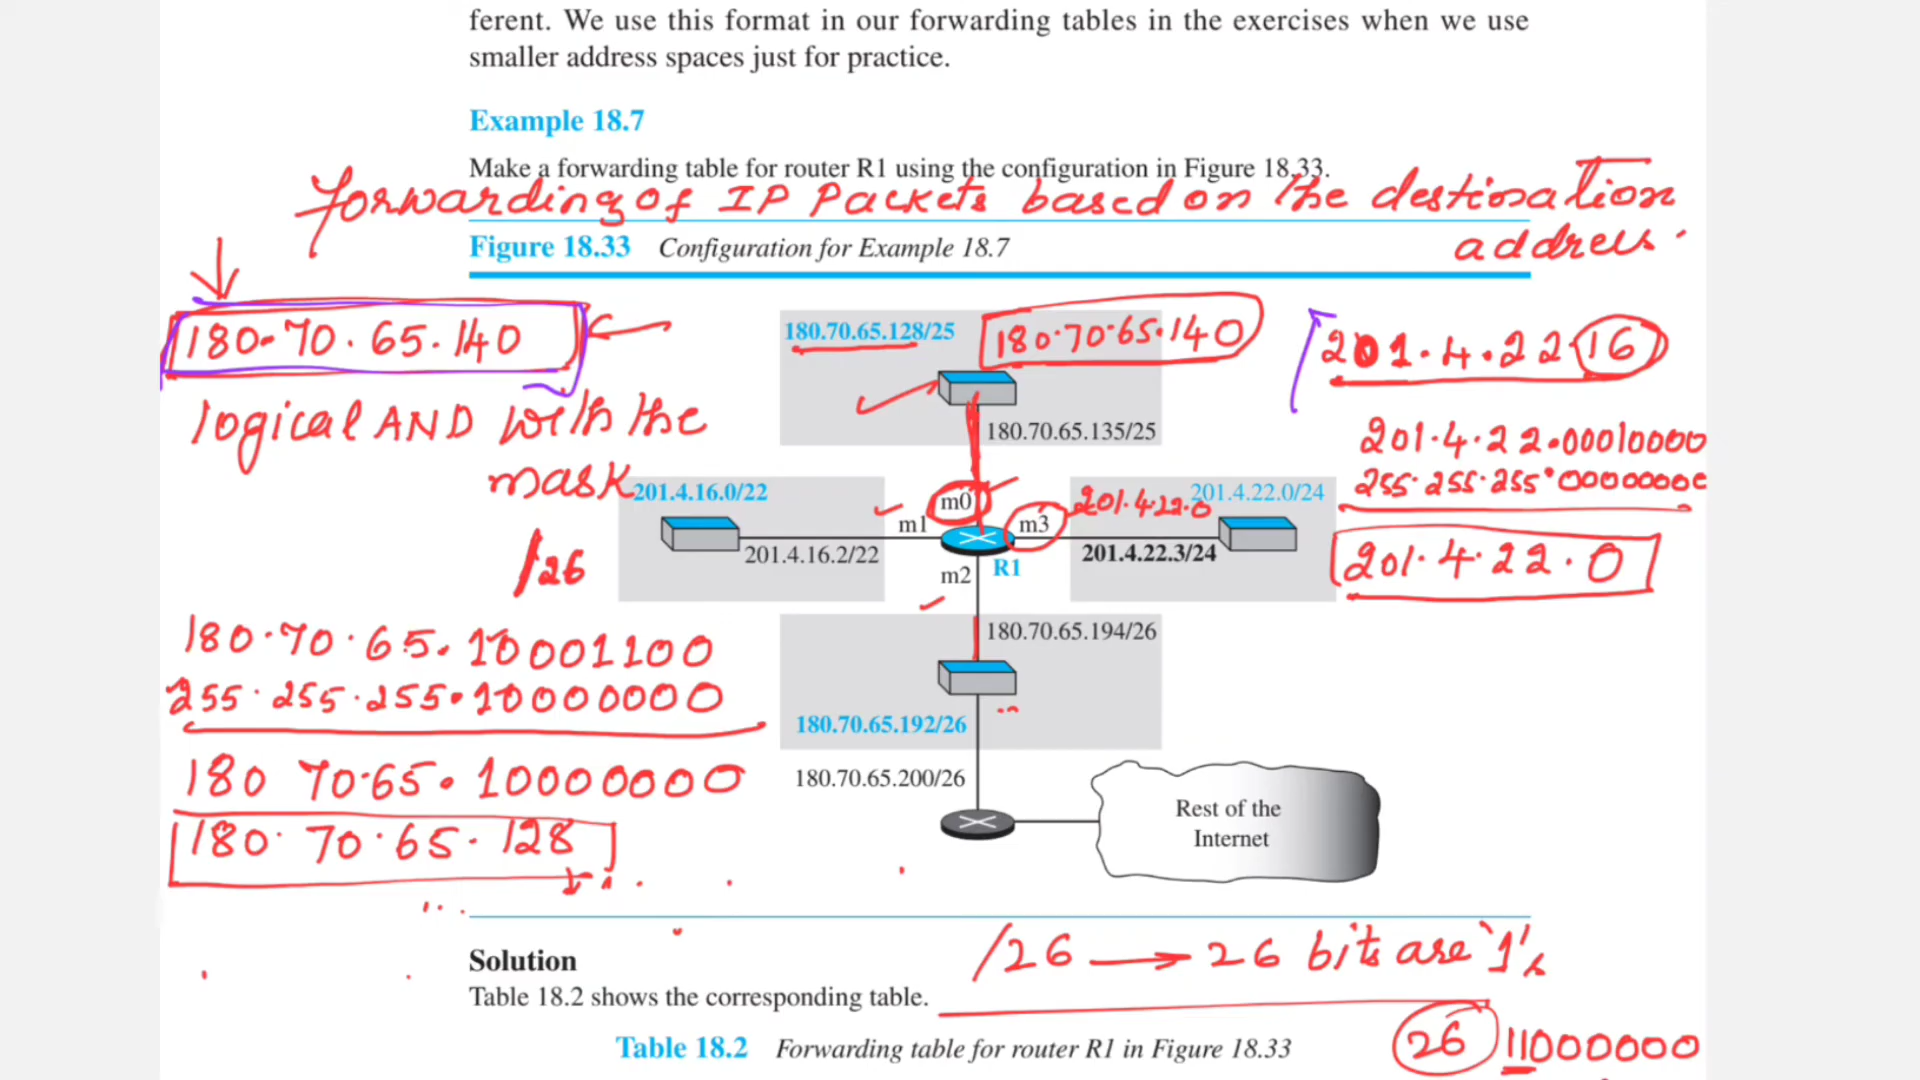 ferent. We use this format in our forwarding tables in the exercises when we use
smaller address spaces just for practice.
Example 18.7
Make a forwarding table for router R1 using the configuration in Figure 18.33.
forwarding of IP Packets based on the destination
address.
Figure 18.33 Configuration for Example 18.7
180.70.65.140
logical AND with the
mask
/26
180.70.65.10001100
255.255.255.10000000
180 70.65.10000000
180.70.65.128
180.70.65.128/25
180.70.65.140
180.70.65.135/25
201.4.16.0/22
m0
m1
m3
201.4.22.0
201.4.22.0/24
201.4.16.2/22
201.4.22.3/24
m2
R1
180.70.65.194/26
180.70.65.192/26
180.70.65.200/26
Rest of the
Internet
201.4.22 16
201.4.22.00010000
255.255.255.00000000
201.4.22.0
Solution
/26 → 26 bits are '1's
Table 18.2 shows the corresponding table.
Table 18.2 Forwarding table for router R1 in Figure 18.33
26 11000000